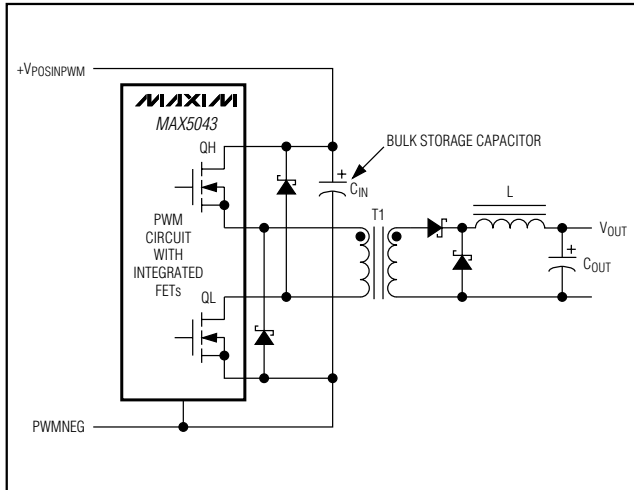 +VPOSINPWM
MAXIM
MAX5043
QH
PWM
CIRCUIT
WITH
INTEGRATED
FETs
QL
PWMNEG
BULK STORAGE CAPACITOR
+
CIN
T1
L
VOUT
+
COUT